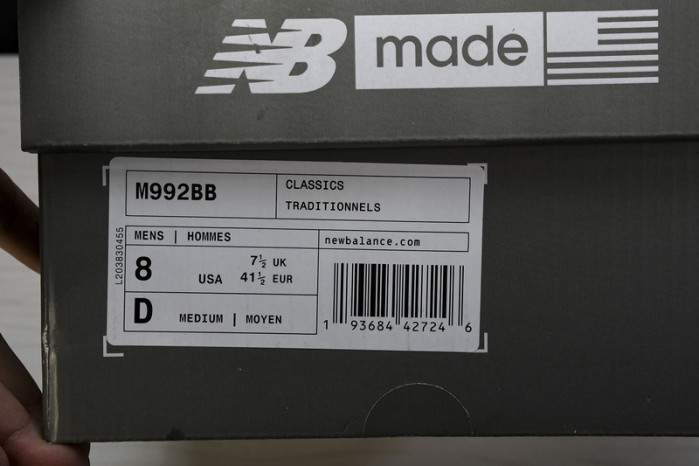 NB made
M992BB
CLASSICS
TRADITIONNELS
MENS | HOMMES
newbalance.com
8 USA 7½ UK
41½ EUR
D MEDIUM | MOYEN
1 93684 42724 6
L203830455